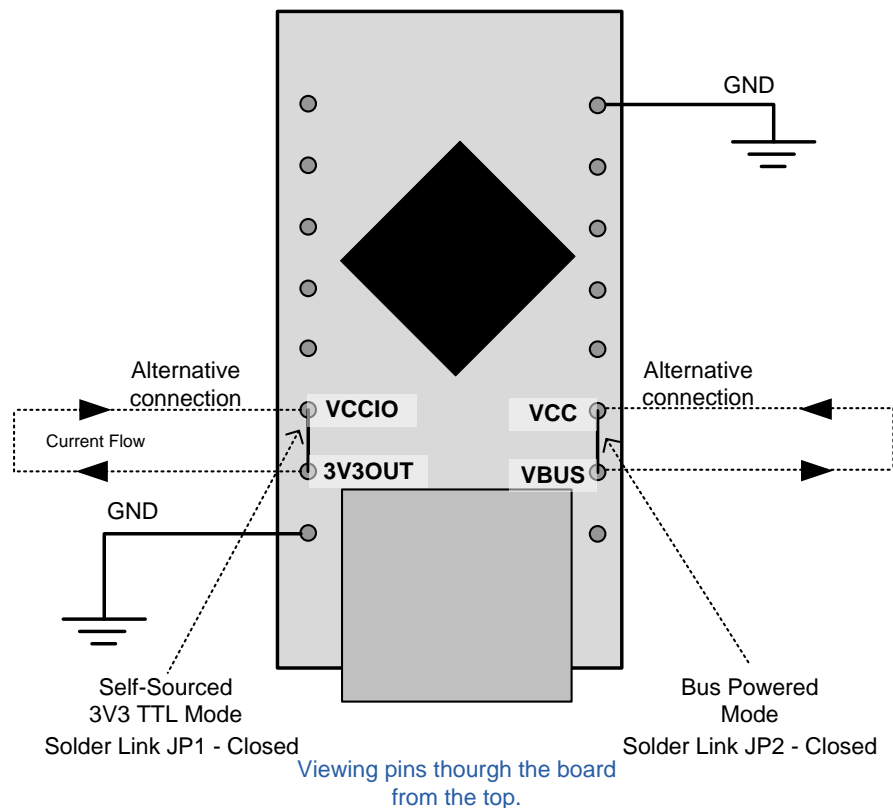 GND
Alternative
connection
Alternative
connection
VCCIO
VCC
Current Flow
3V3OUT
VBUS
GND
Self-Sourced
3V3 TTL Mode
Solder Link JP1 - Closed
Bus Powered
Mode
Solder Link JP2 - Closed
Viewing pins thourgh the board
from the top.